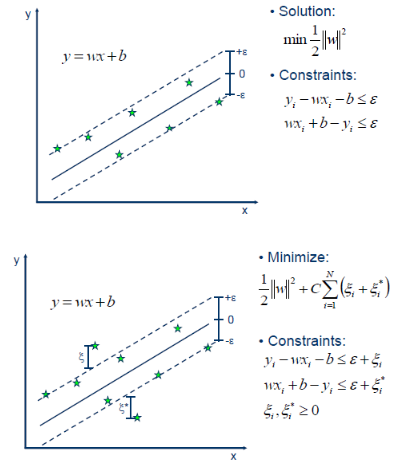 y
y = wx + b
+ε
0
-ε
x
• Solution:
min 1/2 ||w||²
• Constraints:
yᵢ − wxᵢ − b ≤ ε
wxᵢ + b − yᵢ ≤ ε
y
y = wx + b
+ε
0
-ε
ξ
ξ*
x
• Minimize:
1/2 ||w||² + C ∑ᵢ₌₁ᴺ (ξᵢ + ξᵢ*)
• Constraints:
yᵢ − wxᵢ − b ≤ ε + ξᵢ
wxᵢ + b − yᵢ ≤ ε + ξᵢ*
ξᵢ, ξᵢ* ≥ 0